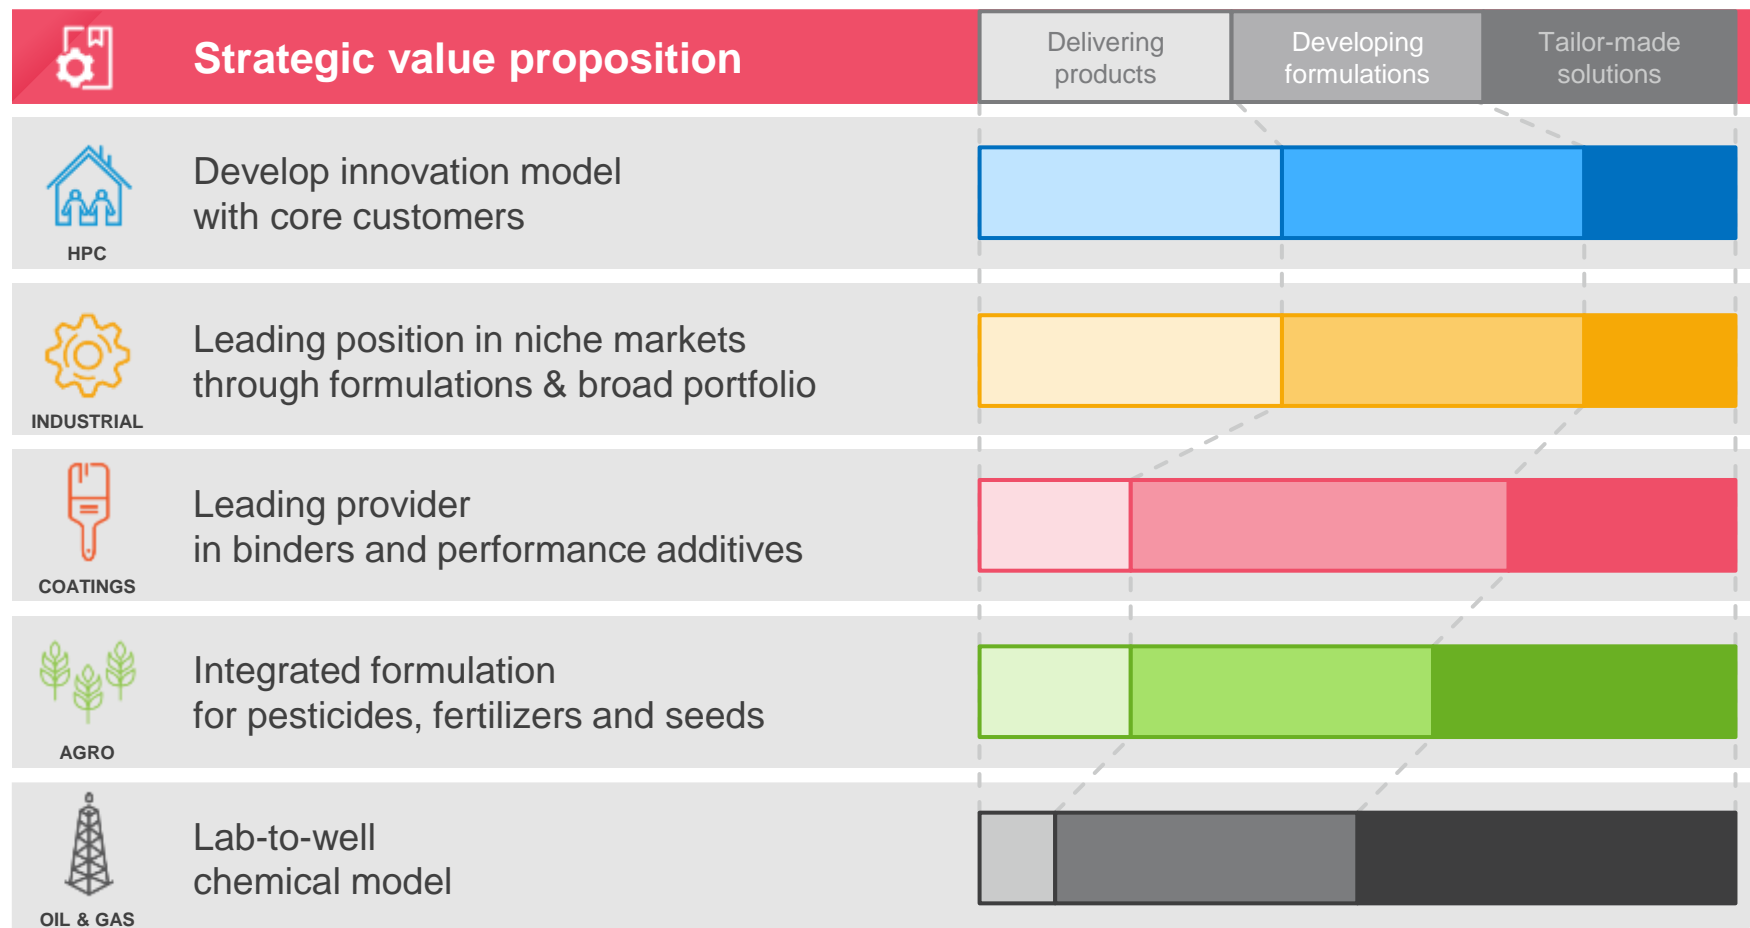 Strategic value proposition
Delivering
products
Developing
formulations
Tailor-made
solutions
Develop innovation model
with core customers
HPC
Leading position in niche markets
through formulations & broad portfolio
INDUSTRIAL
Leading provider
in binders and performance additives
COATINGS
Integrated formulation
for pesticides, fertilizers and seeds
AGRO
Lab-to-well
chemical model
OIL & GAS